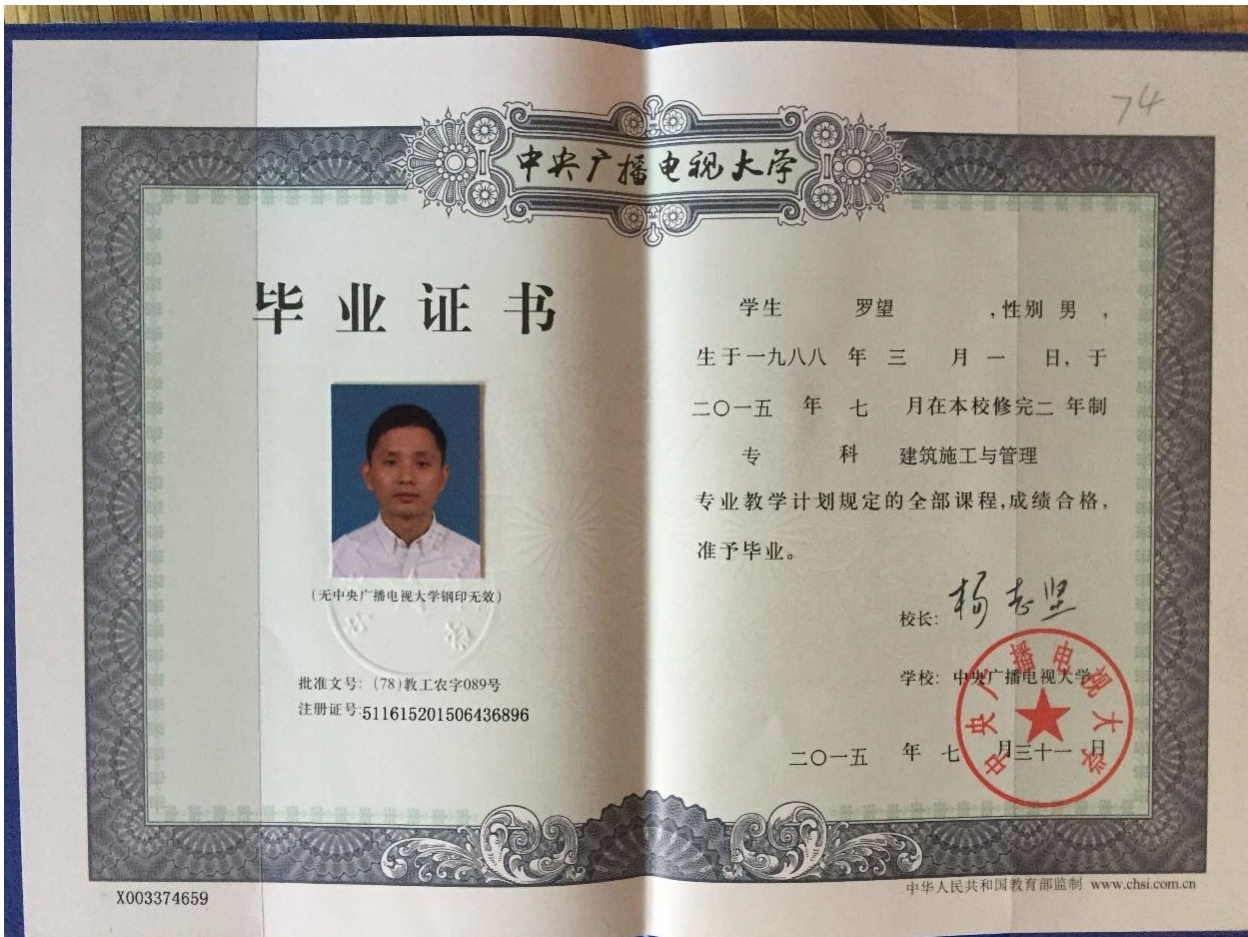 74
中央广播电视大学
毕业证书
(无中央广播电视大学钢印无效)
批准文号: (78)教工农字089号
注册证号:511615201506436896
学生 罗望 ,性别 男 ,
生于一九八八 年 三 月 一 日, 于
二〇一五 年 七 月在本校修完二 年制
专 科 建筑施工与管理
专业教学计划规定的全部课程,成绩合格,
准予毕业。
校长: 杨志坚
学校: 中央广播电视大学
中央广播电视大学
二〇一五 年 七 月三十一日
X003374659
中华人民共和国教育部监制 www.chsi.com.cn